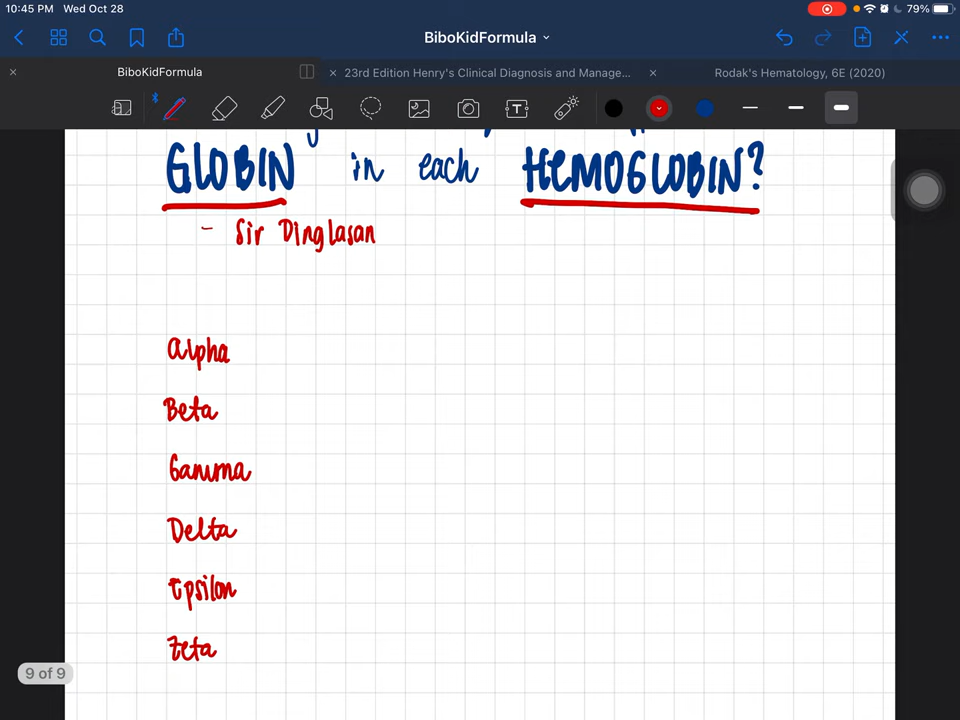 10:45 PM Wed Oct 28
79%
BiboKidFormula
BiboKidFormula
23rd Edition Henry's Clinical Diagnosis and Manage...
Rodak's Hematology, 6E (2020)
GLOBIN in each HEMOGLOBIN?
- Sir Dinglasan
Alpha
Beta
Gamma
Delta
Epsilon
Zeta
9 of 9